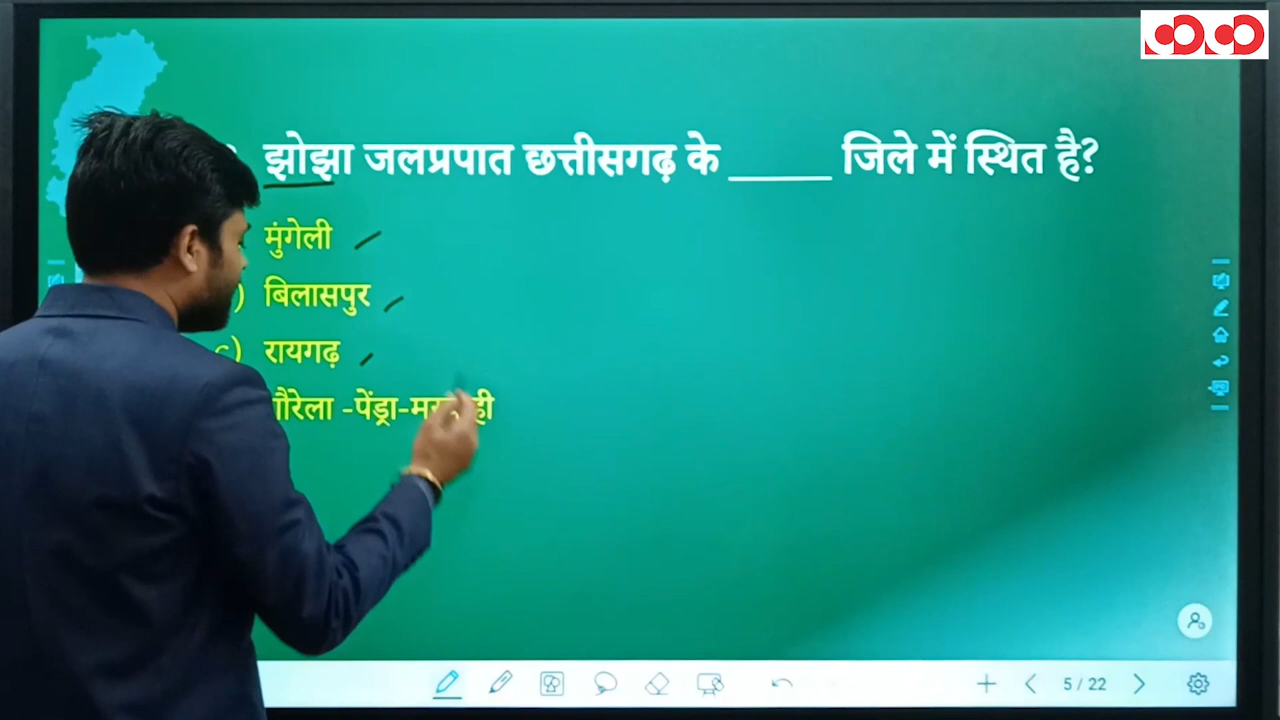 झोझा जलप्रपात छत्तीसगढ़ के _____ जिले में स्थित है?
मुंगेली
) बिलासपुर
c) रायगढ़
5 / 22